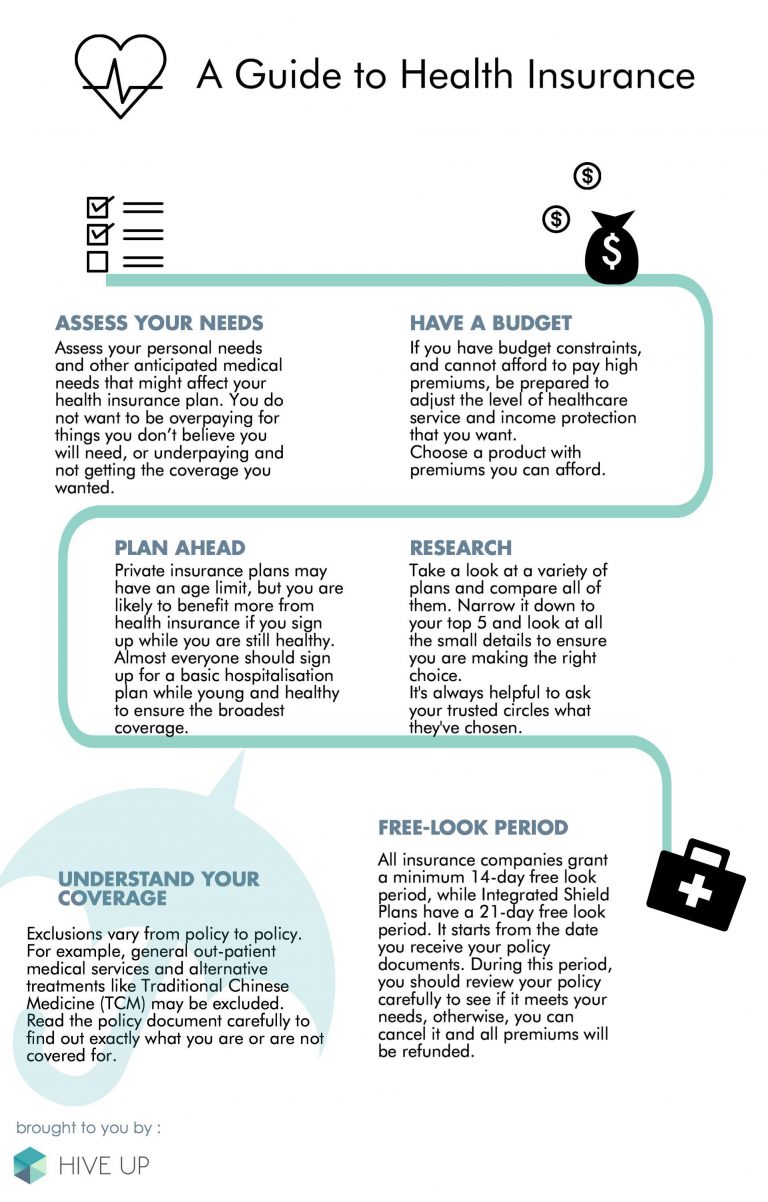 A Guide to Health Insurance
$
$
$
ASSESS YOUR NEEDS
Assess your personal needs
and other anticipated medical
needs that might affect your
health insurance plan. You do
not want to be overpaying for
things you don’t believe you
will need, or underpaying and
not getting the coverage you
wanted.
HAVE A BUDGET
If you have budget constraints,
and cannot afford to pay high
premiums, be prepared to
adjust the level of healthcare
service and income protection
that you want.
Choose a product with
premiums you can afford.
PLAN AHEAD
Private insurance plans may
have an age limit, but you are
likely to benefit more from
health insurance if you sign
up while you are still healthy.
Almost everyone should sign
up for a basic hospitalisation
plan while young and healthy
to ensure the broadest
coverage.
RESEARCH
Take a look at a variety of
plans and compare all of
them. Narrow it down to
your top 5 and look at all
the small details to ensure
you are making the right
choice.
It's always helpful to ask
your trusted circles what
they've chosen.
UNDERSTAND YOUR
COVERAGE
Exclusions vary from policy to policy.
For example, general out-patient
medical services and alternative
treatments like Traditional Chinese
Medicine (TCM) may be excluded.
Read the policy document carefully to
find out exactly what you are or are not
covered for.
FREE-LOOK PERIOD
All insurance companies grant
a minimum 14-day free look
period, while Integrated Shield
Plans have a 21-day free look
period. It starts from the date
you receive your policy
documents. During this period,
you should review your policy
carefully to see if it meets your
needs, otherwise, you can
cancel it and all premiums will
be refunded.
brought to you by :
HIVE UP